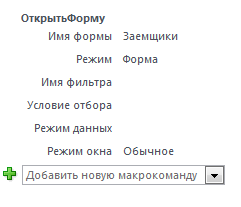 ОткрытьФорму
Имя формы Заемщики
Режим Форма
Имя фильтра
Условие отбора
Режим данных
Режим окна Обычное
Добавить новую макрокоманду